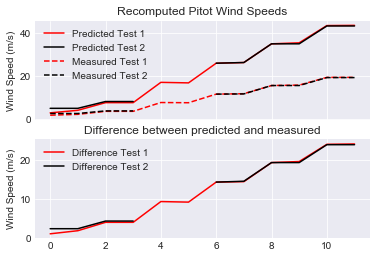 Recomputed Pitot Wind Speeds
Wind Speed (m/s)
40
20
0
Predicted Test 1
Predicted Test 2
Measured Test 1
Measured Test 2
Difference between predicted and measured
Wind Speed (m/s)
20
10
0
Difference Test 1
Difference Test 2
0 2 4 6 8 10